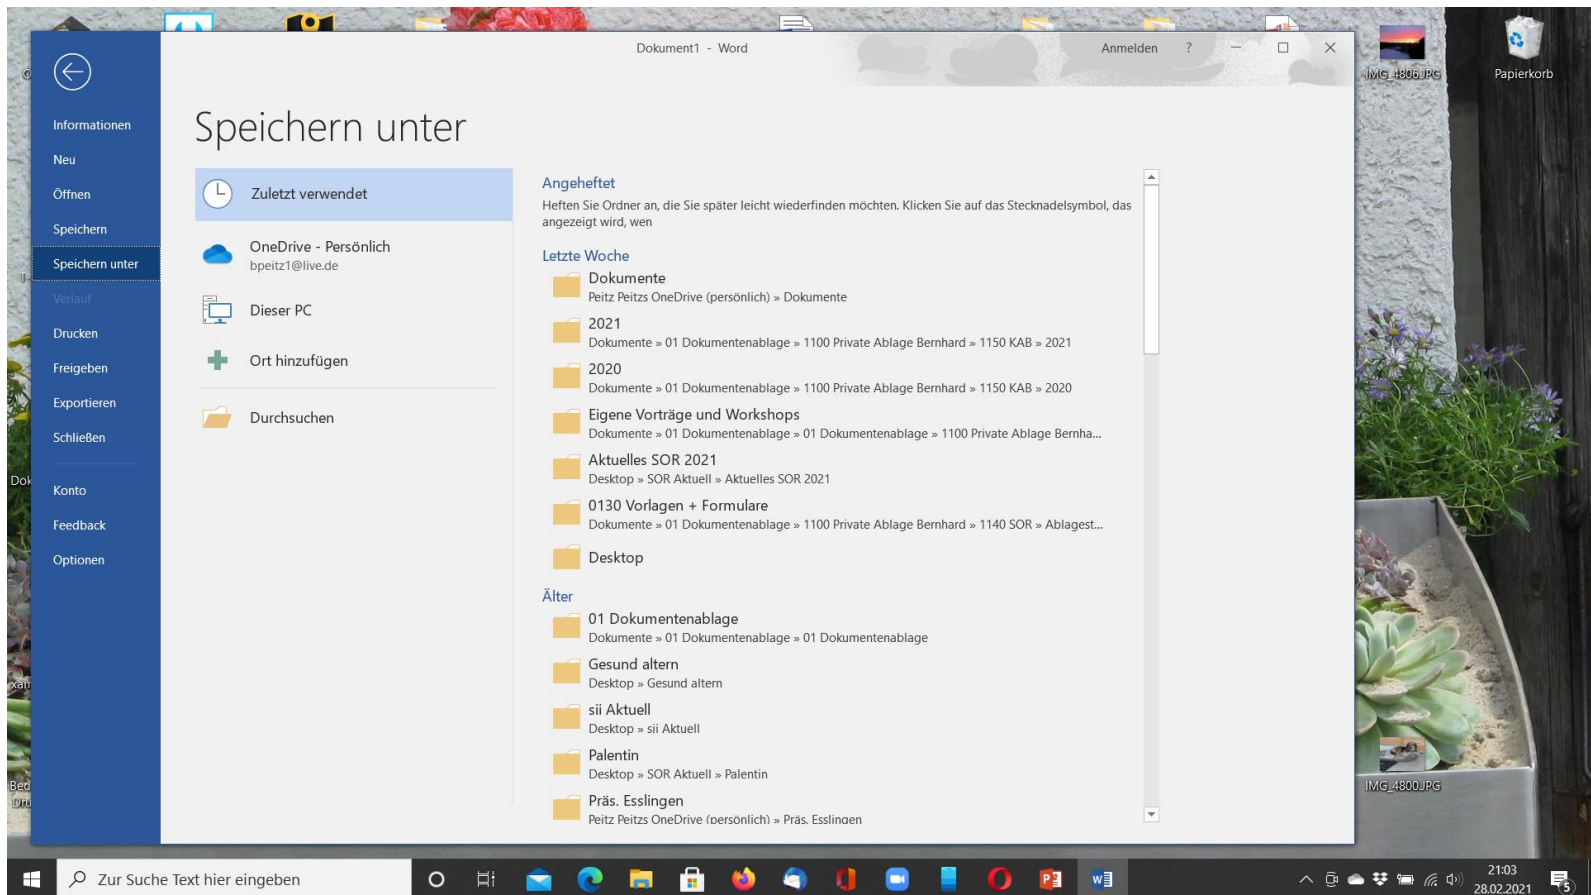 Dokument1 - Word
Anmelden ?
IMG_4806.JPG
Papierkorb
Informationen
Neu
Öffnen
Speichern
Speichern unter
Verlauf
Drucken
Freigeben
Exportieren
Schließen
Konto
Feedback
Optionen
Speichern unter
Zuletzt verwendet
OneDrive - Persönlich
bpeitz1@live.de
Dieser PC
Ort hinzufügen
Durchsuchen
Angeheftet
Heften Sie Ordner an, die Sie später leicht wiederfinden möchten. Klicken Sie auf das Stecknadelsymbol, das
angezeigt wird, wen
Letzte Woche
Dokumente
Peitz Peitzs OneDrive (persönlich) » Dokumente
2021
Dokumente » 01 Dokumentenablage » 1100 Private Ablage Bernhard » 1150 KAB » 2021
2020
Dokumente » 01 Dokumentenablage » 1100 Private Ablage Bernhard » 1150 KAB » 2020
Eigene Vorträge und Workshops
Dokumente » 01 Dokumentenablage » 01 Dokumentenablage » 1100 Private Ablage Bernha...
Aktuelles SOR 2021
Desktop » SOR Aktuell » Aktuelles SOR 2021
0130 Vorlagen + Formulare
Dokumente » 01 Dokumentenablage » 1100 Private Ablage Bernhard » 1140 SOR » Ablagest...
Desktop
Älter
01 Dokumentenablage
Dokumente » 01 Dokumentenablage » 01 Dokumentenablage
Gesund altern
Desktop » Gesund altern
sii Aktuell
Desktop » sii Aktuell
Palentin
Desktop » SOR Aktuell » Palentin
Präs. Esslingen
Peitz Peitzs OneDrive (persönlich) » Präs. Esslingen
Dok
Bed
Dru
IMG_4800.JPG
Zur Suche Text hier eingeben
21:03
28.02.2021
5